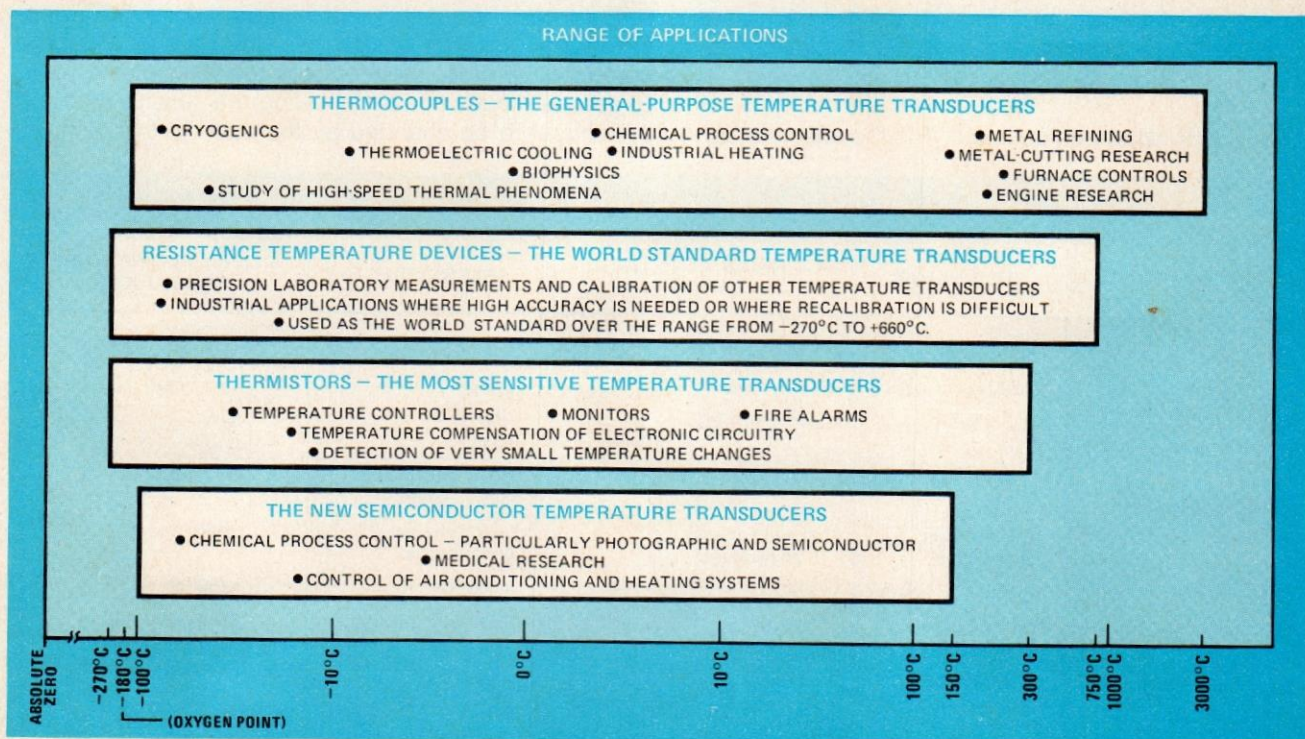 RANGE OF APPLICATIONS
THERMOCOUPLES – THE GENERAL-PURPOSE TEMPERATURE TRANSDUCERS
● CRYOGENICS ● CHEMICAL PROCESS CONTROL ● METAL REFINING
● THERMOELECTRIC COOLING ● INDUSTRIAL HEATING ● METAL-CUTTING RESEARCH
● BIOPHYSICS ● FURNACE CONTROLS
● STUDY OF HIGH-SPEED THERMAL PHENOMENA ● ENGINE RESEARCH
RESISTANCE TEMPERATURE DEVICES – THE WORLD STANDARD TEMPERATURE TRANSDUCERS
● PRECISION LABORATORY MEASUREMENTS AND CALIBRATION OF OTHER TEMPERATURE TRANSDUCERS
● INDUSTRIAL APPLICATIONS WHERE HIGH ACCURACY IS NEEDED OR WHERE RECALIBRATION IS DIFFICULT
● USED AS THE WORLD STANDARD OVER THE RANGE FROM –270°C TO +660°C.
THERMISTORS – THE MOST SENSITIVE TEMPERATURE TRANSDUCERS
● TEMPERATURE CONTROLLERS ● MONITORS ● FIRE ALARMS
● TEMPERATURE COMPENSATION OF ELECTRONIC CIRCUITRY
● DETECTION OF VERY SMALL TEMPERATURE CHANGES
THE NEW SEMICONDUCTOR TEMPERATURE TRANSDUCERS
● CHEMICAL PROCESS CONTROL – PARTICULARLY PHOTOGRAPHIC AND SEMICONDUCTOR
● MEDICAL RESEARCH
● CONTROL OF AIR CONDITIONING AND HEATING SYSTEMS
ABSOLUTE
ZERO
–270°C
–180°C
–100°C
–10°C
0°C
10°C
100°C
150°C
300°C
750°C
1000°C
3000°C
(OXYGEN POINT)